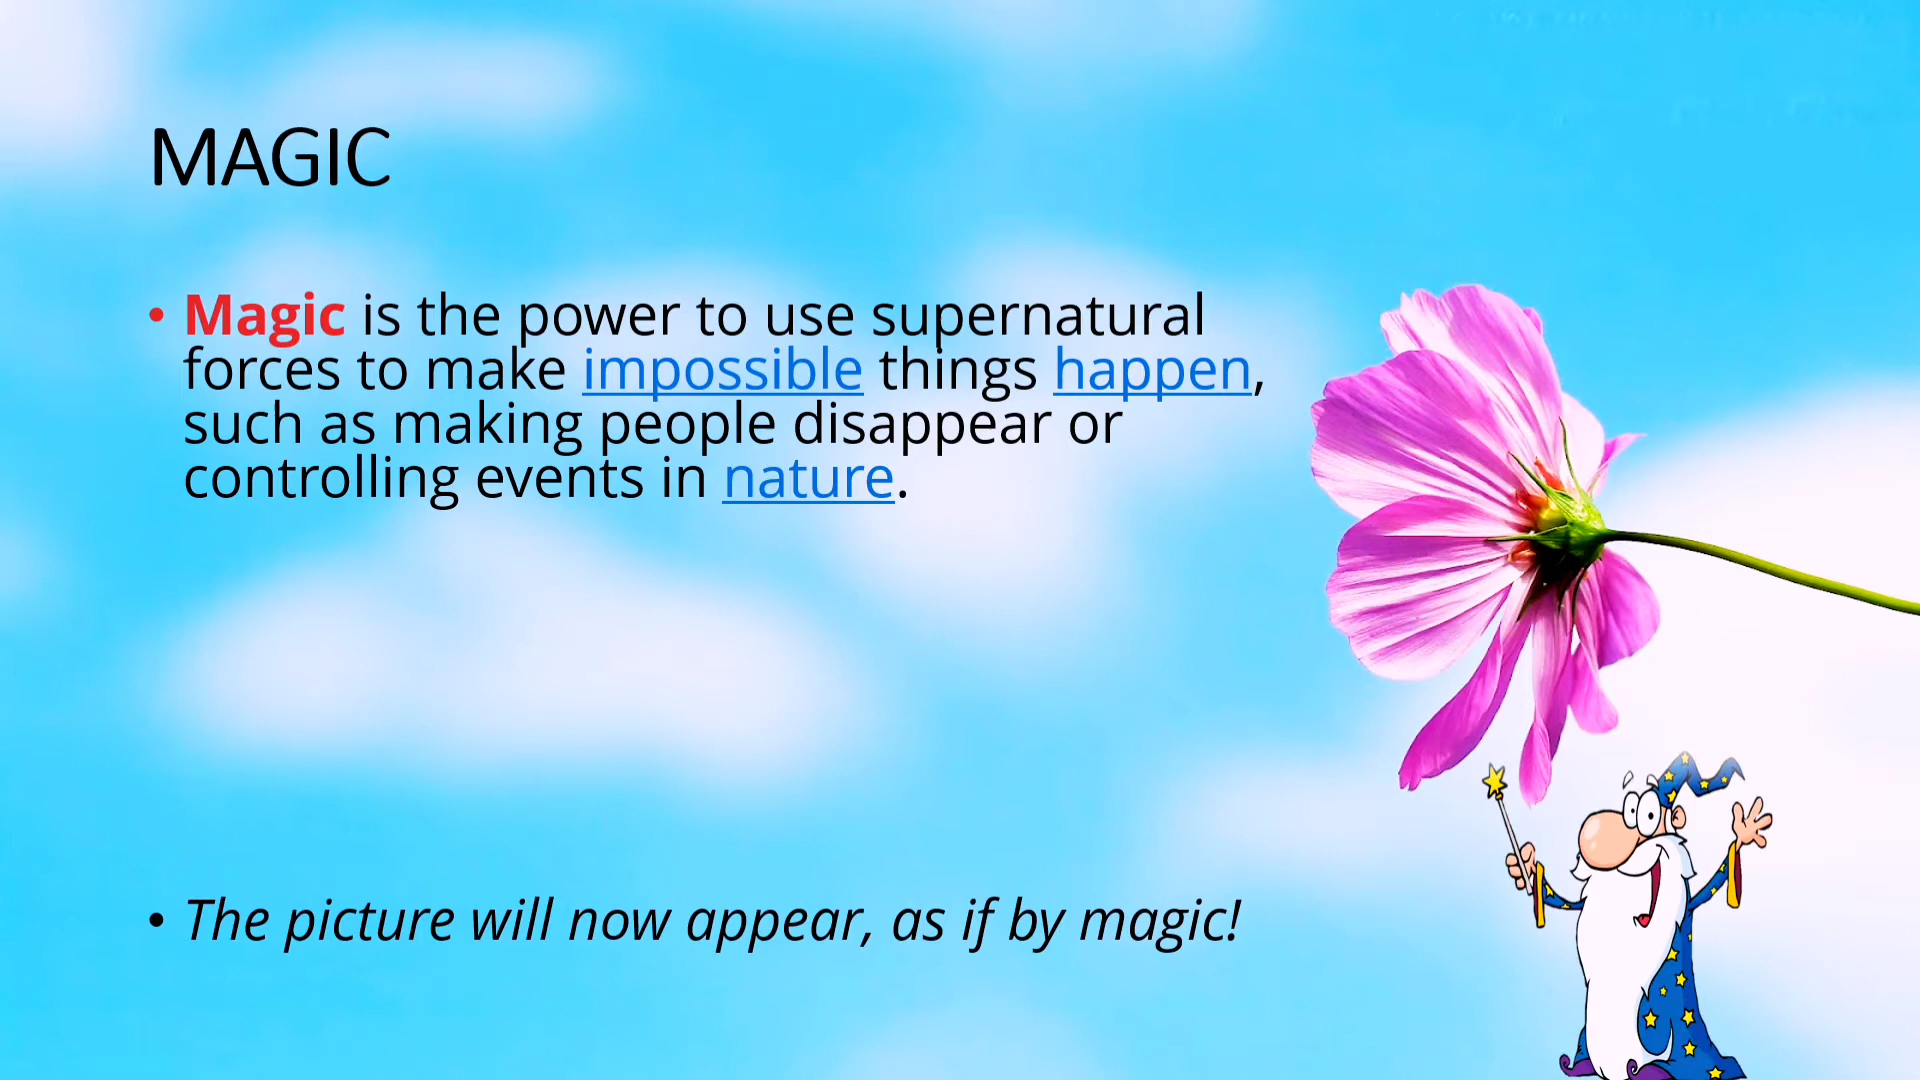 MAGIC
• Magic is the power to use supernatural
forces to make impossible things happen,
such as making people disappear or
controlling events in nature.
• The picture will now appear, as if by magic!